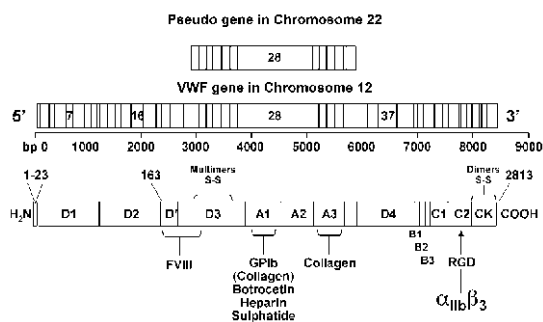 Pseudo gene in Chromosome 22
28
VWF gene in Chromosome 12
5' 7 16 28 37 3'
bp 0 1000 2000 3000 4000 5000 6000 7000 8000 9000
1-23 163 Multimers S-S Dimers S-S 2813
H2N D1 D2 D' D3 A1 A2 A3 D4 C1 C2 CK COOH
B1
B2
B3
FVIII GPIb Collagen RGD
(Collagen)
Botrocetin
Heparin
Sulphatide
αIIbβ3